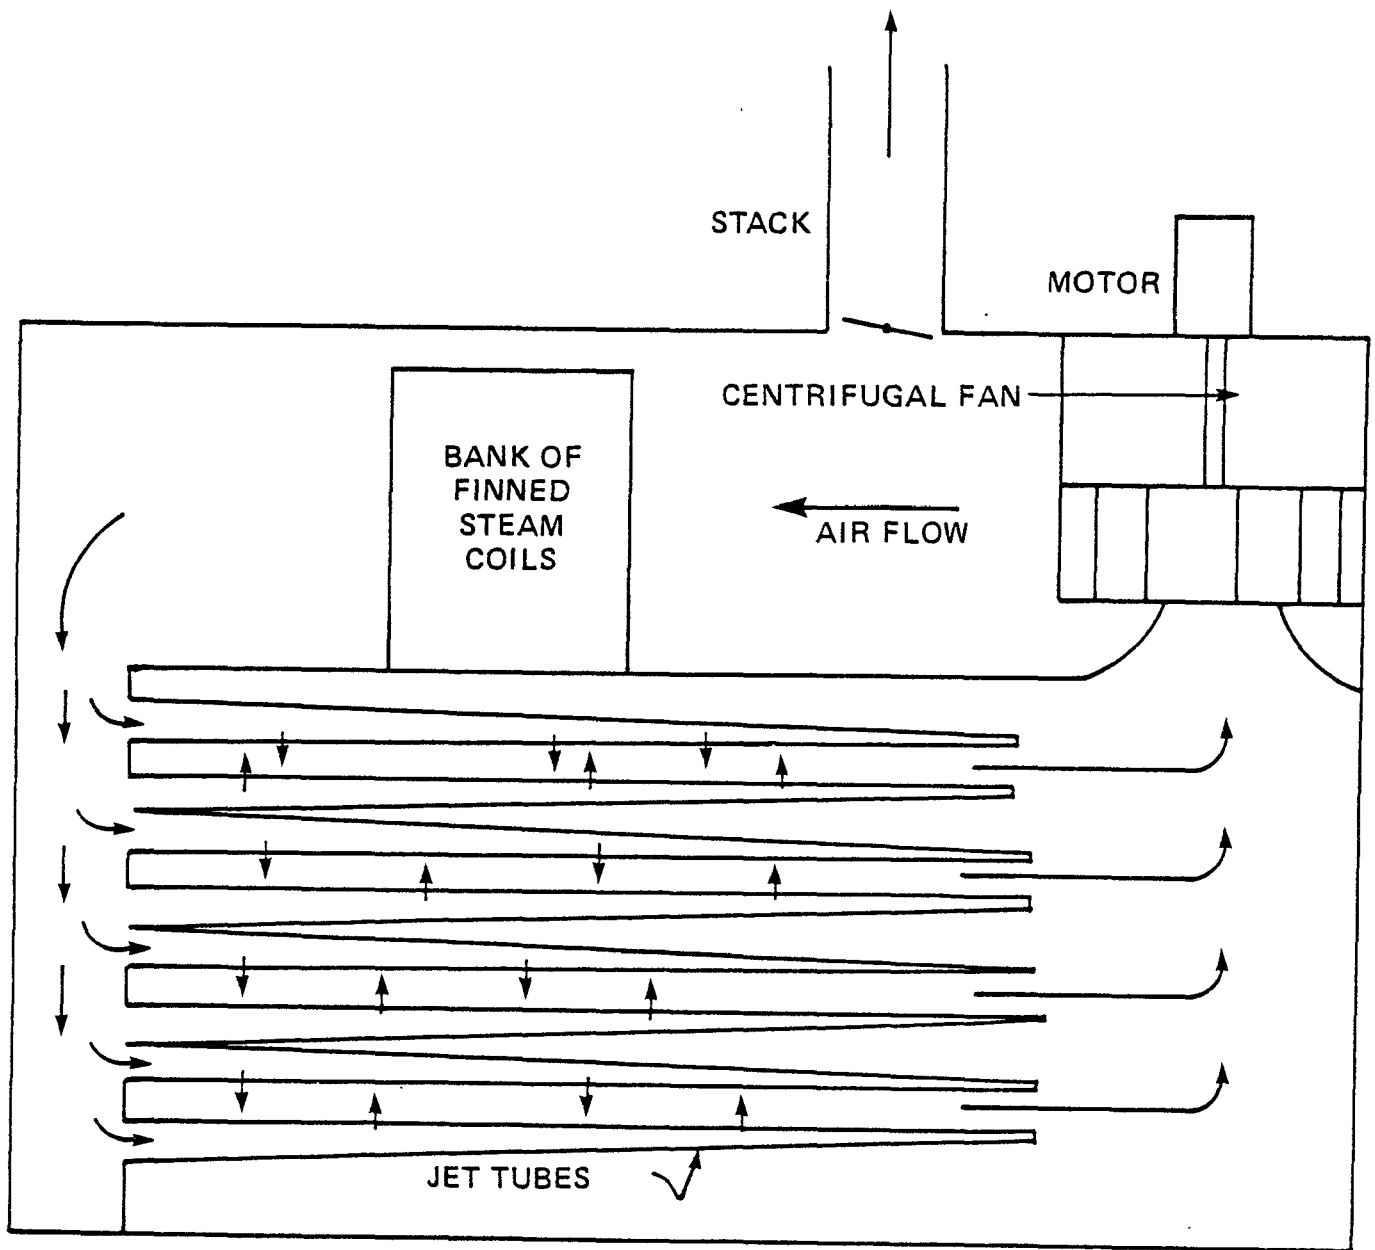 STACK
MOTOR
CENTRIFUGAL FAN
BANK OF
FINNED
STEAM
COILS
AIR FLOW
JET TUBES